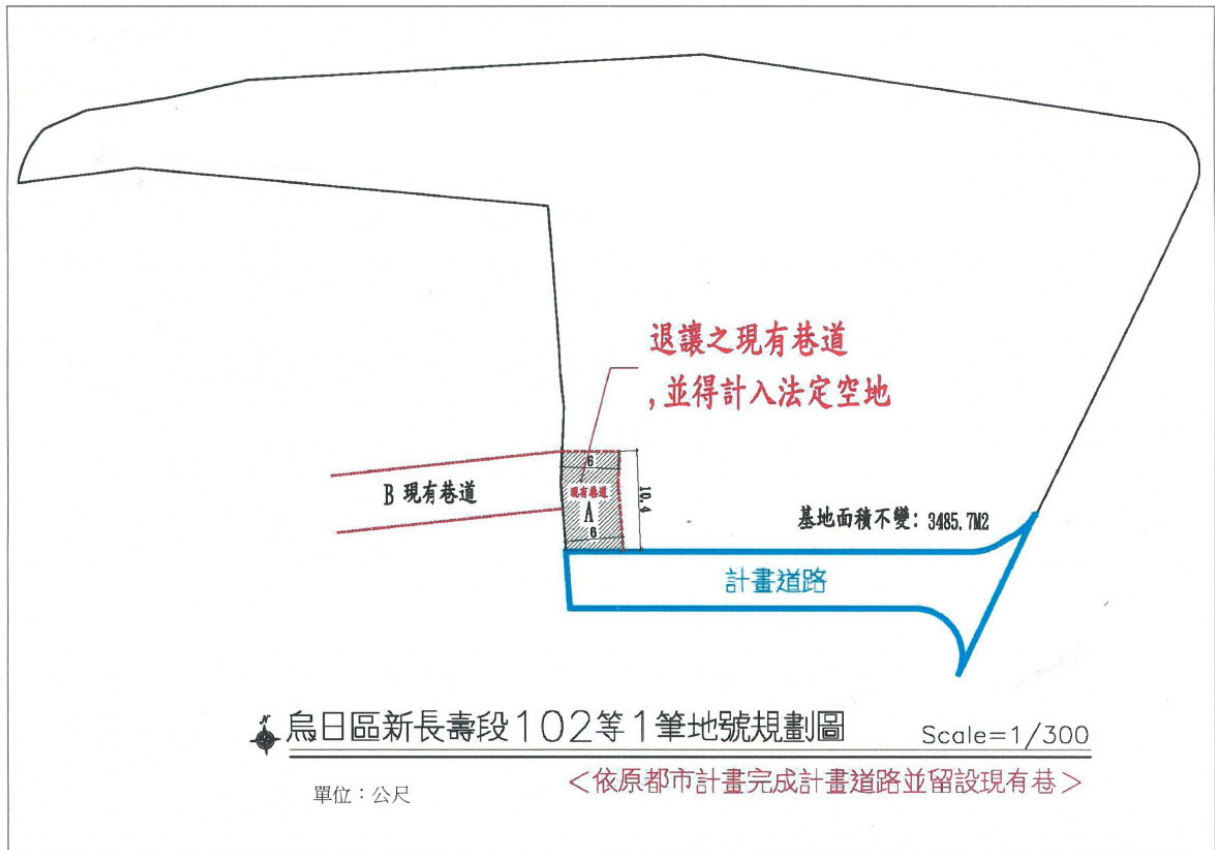 退讓之現有巷道
,並得計入法定空地
6
B 現有巷道
現有巷道
A
10.4
6
基地面積不變: 3485.7M2
計畫道路
N
烏日區新長壽段102等1筆地號規劃圖
Scale=1/300
單位：公尺
<依原都市計畫完成計畫道路並留設現有巷>